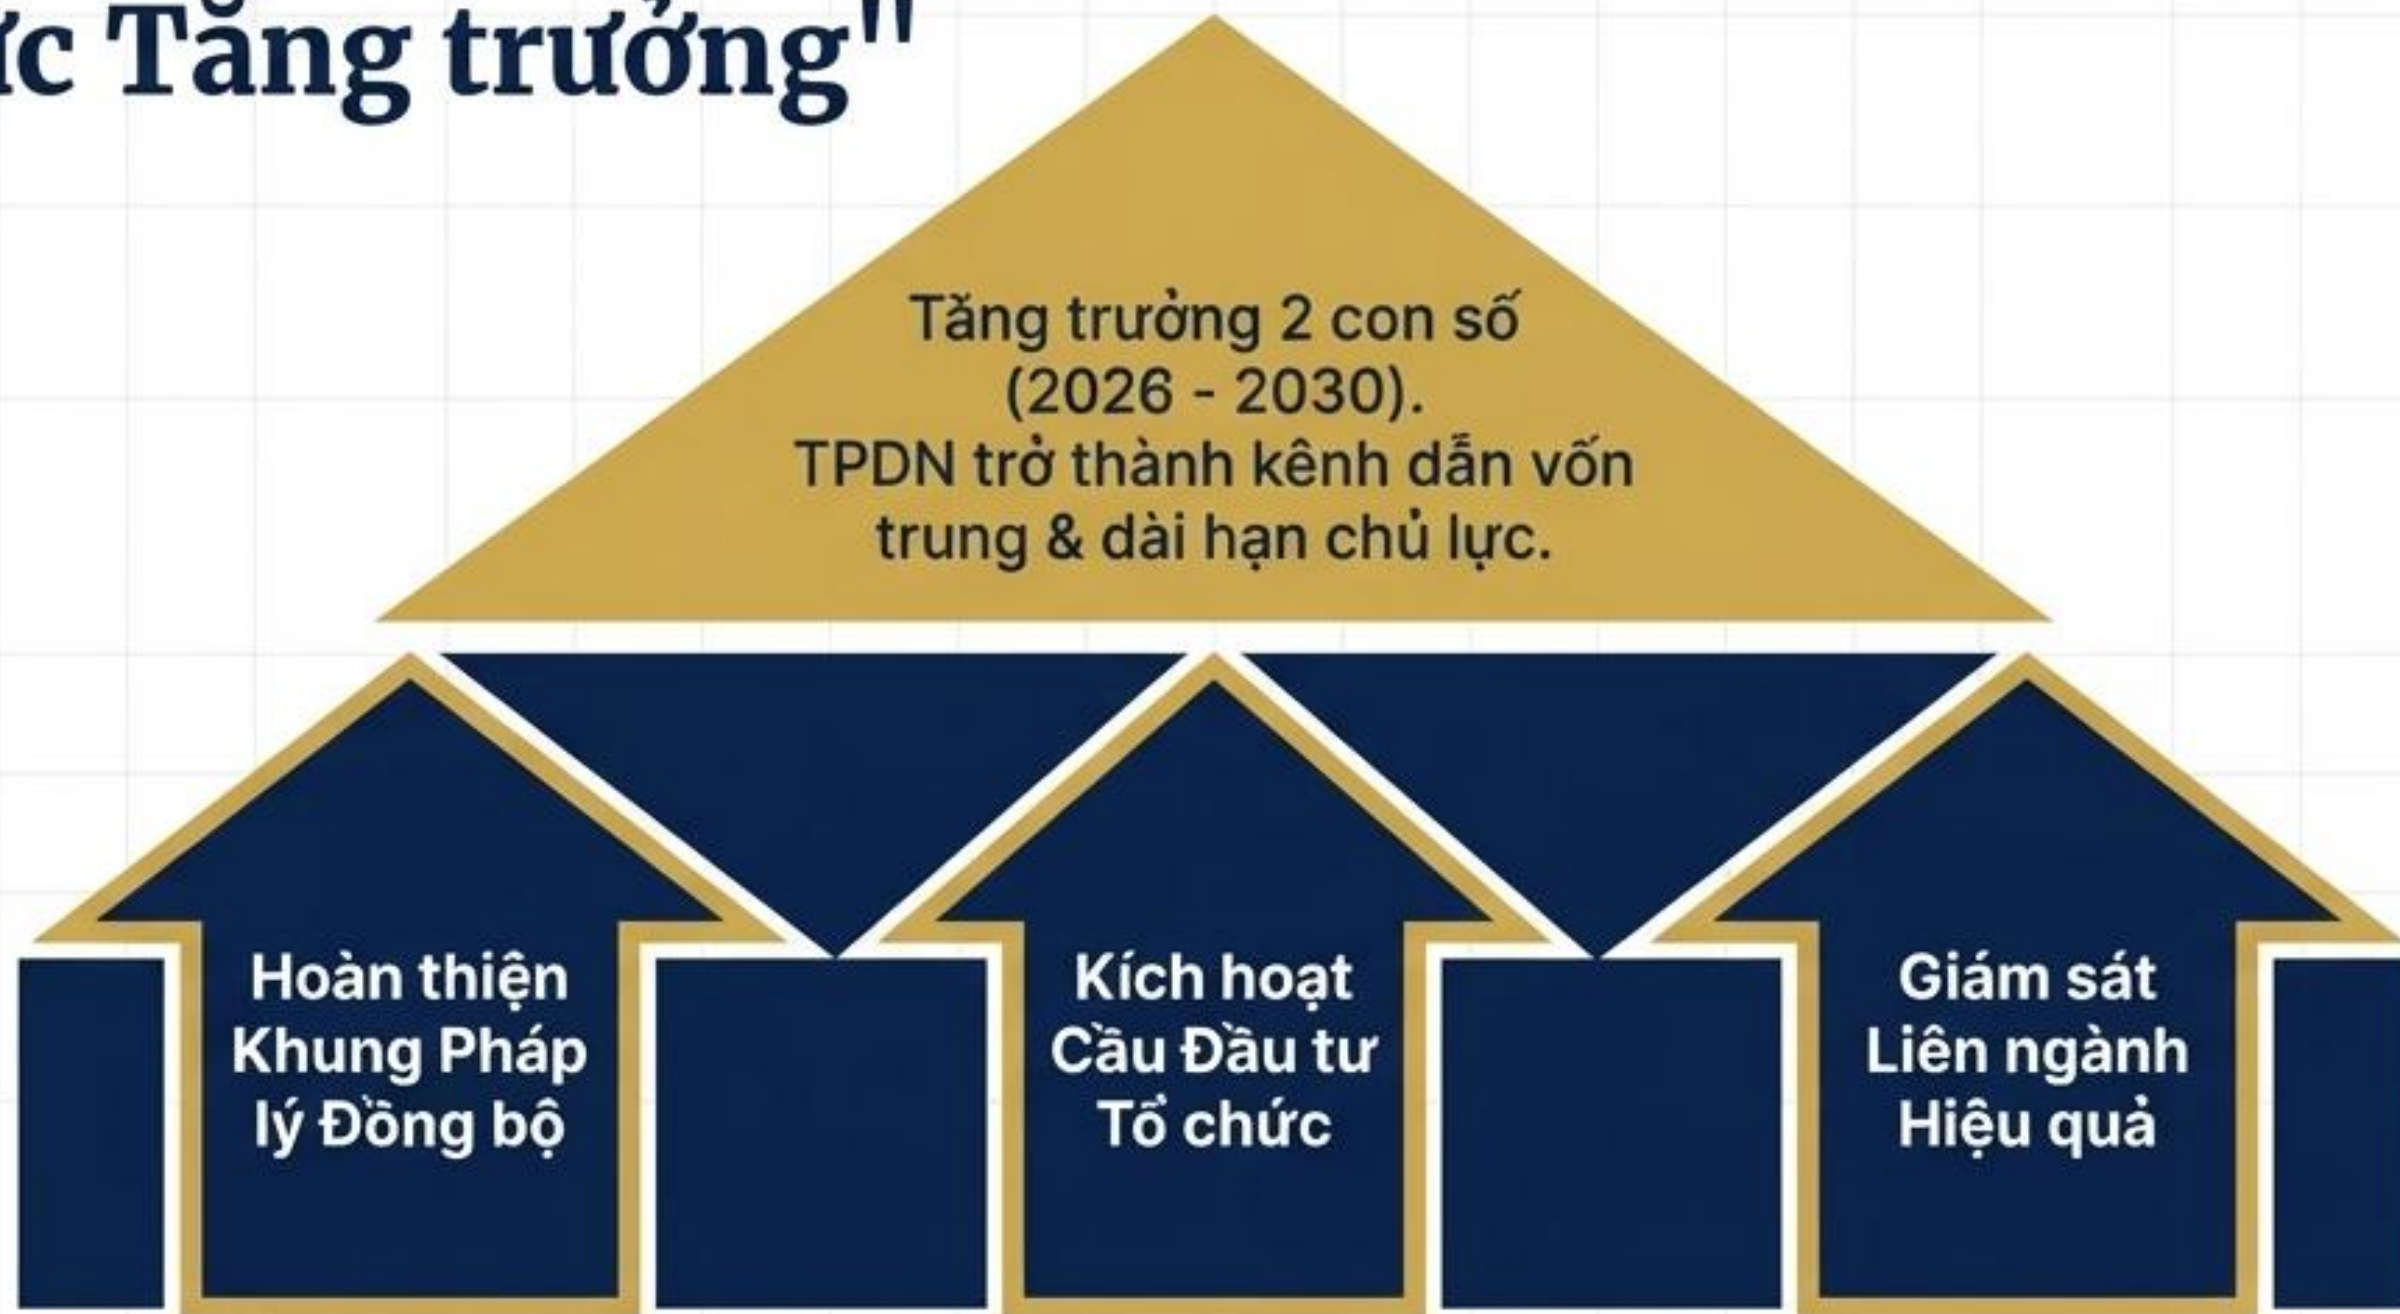 Tăng trưởng"
Tăng trưởng 2 con số
(2026 - 2030).
TPDN trở thành kênh dẫn vốn
trung & dài hạn chủ lực.
Hoàn thiện
Khung Pháp
lý Đồng bộ
Kích hoạt
Cầu Đầu tư
Tổ chức
Giám sát
Liên ngành
Hiệu quả